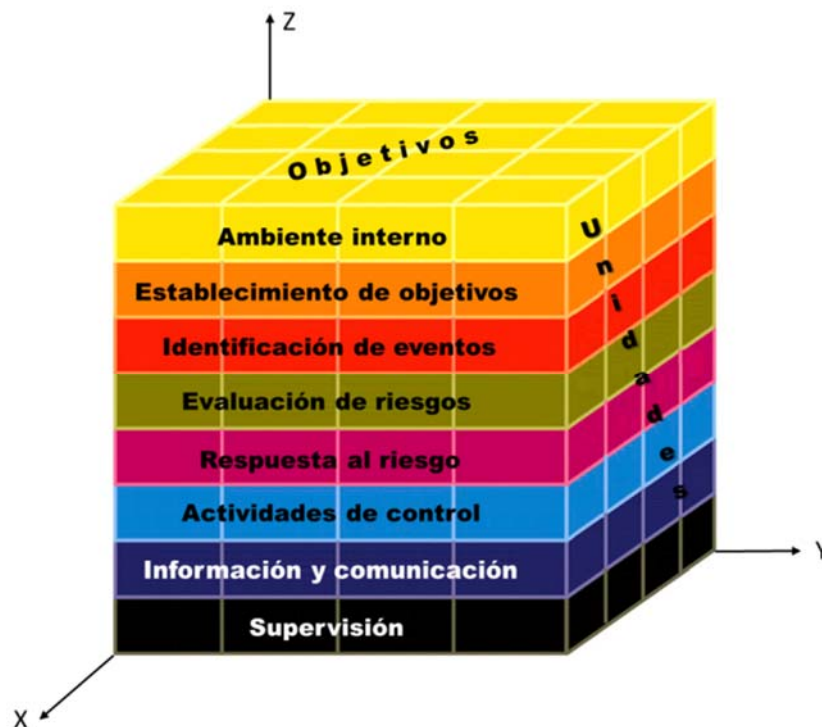 Z
Objetivos
Unidades
Ambiente interno
Establecimiento de objetivos
Identificación de eventos
Evaluación de riesgos
Respuesta al riesgo
Actividades de control
Información y comunicación
Supervisión
Y
X